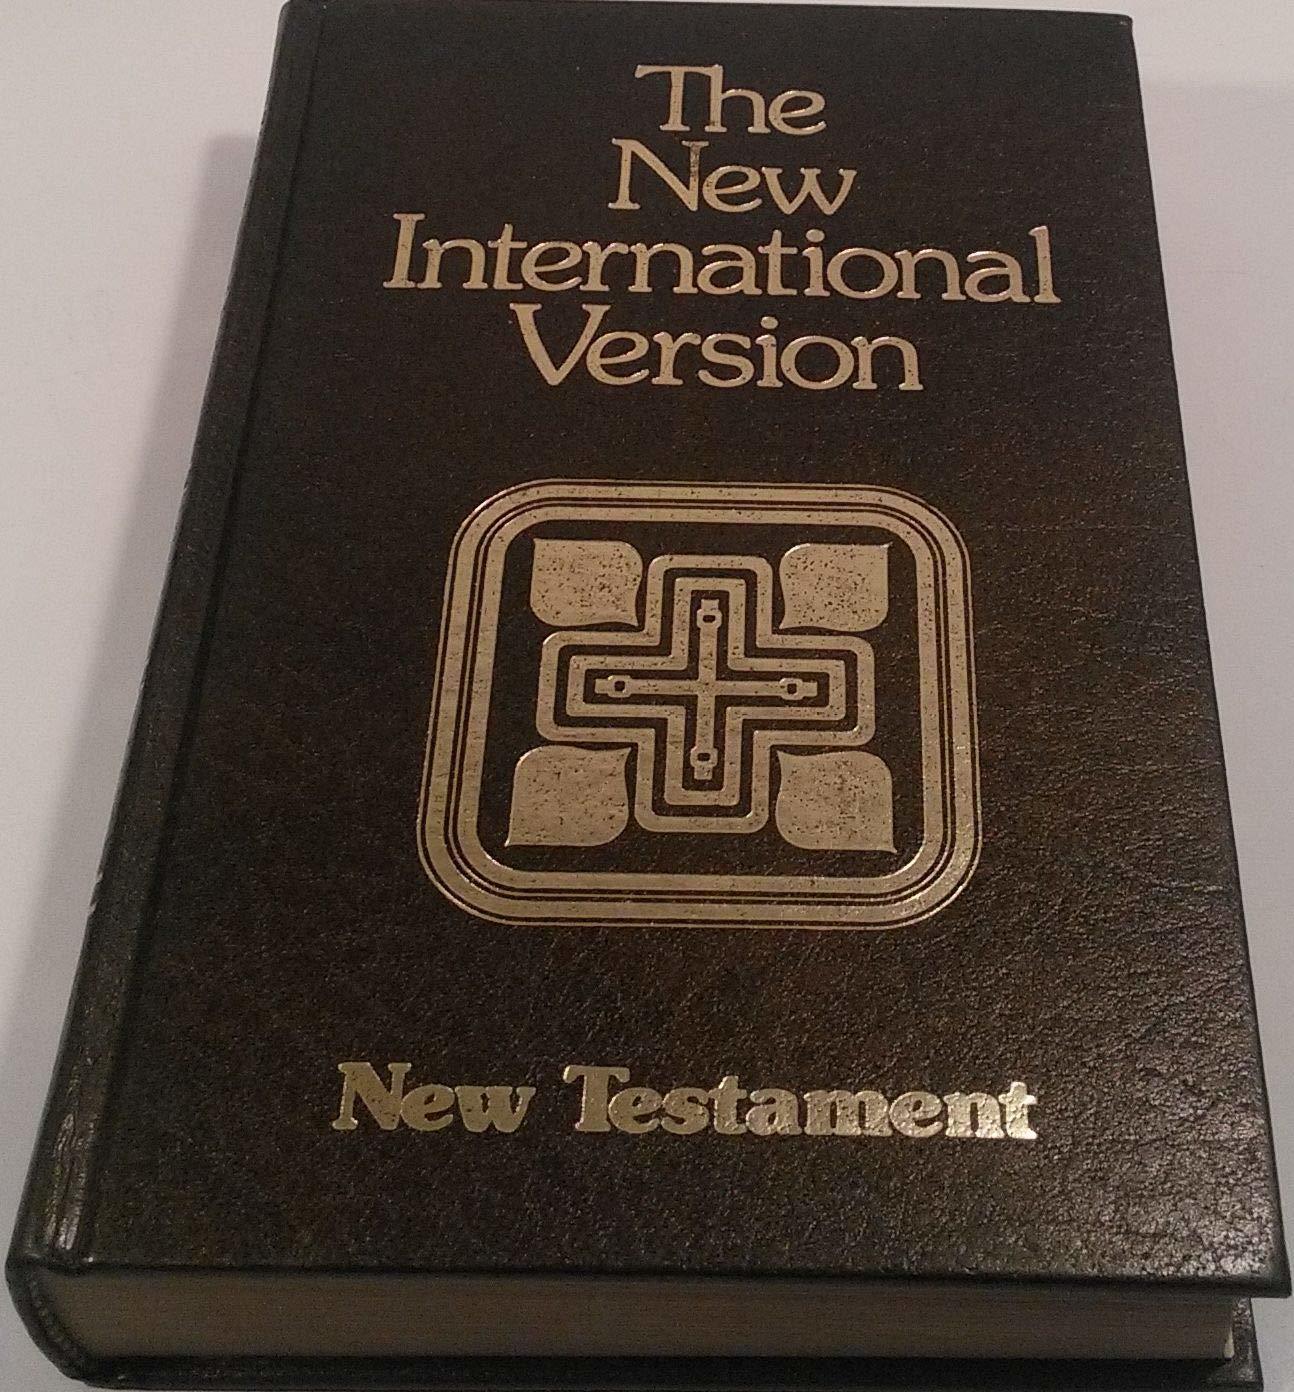 The
New
International
Version
New Testament